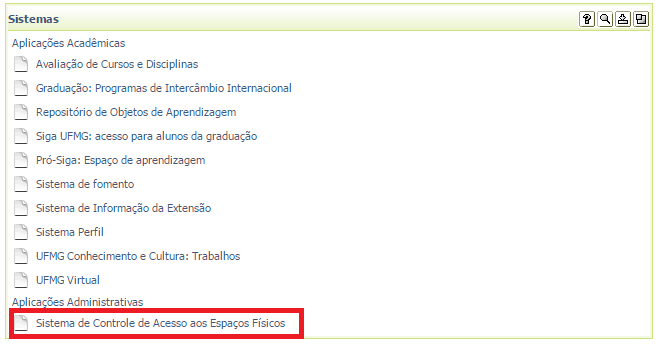 Sistemas
Aplicações Acadêmicas
Avaliação de Cursos e Disciplinas
Graduação: Programas de Intercâmbio Internacional
Repositório de Objetos de Aprendizagem
Siga UFMG: acesso para alunos da graduação
Pró-Siga: Espaço de aprendizagem
Sistema de fomento
Sistema de Informação da Extensão
Sistema Perfil
UFMG Conhecimento e Cultura: Trabalhos
UFMG Virtual
Aplicações Administrativas
Sistema de Controle de Acesso aos Espaços Físicos